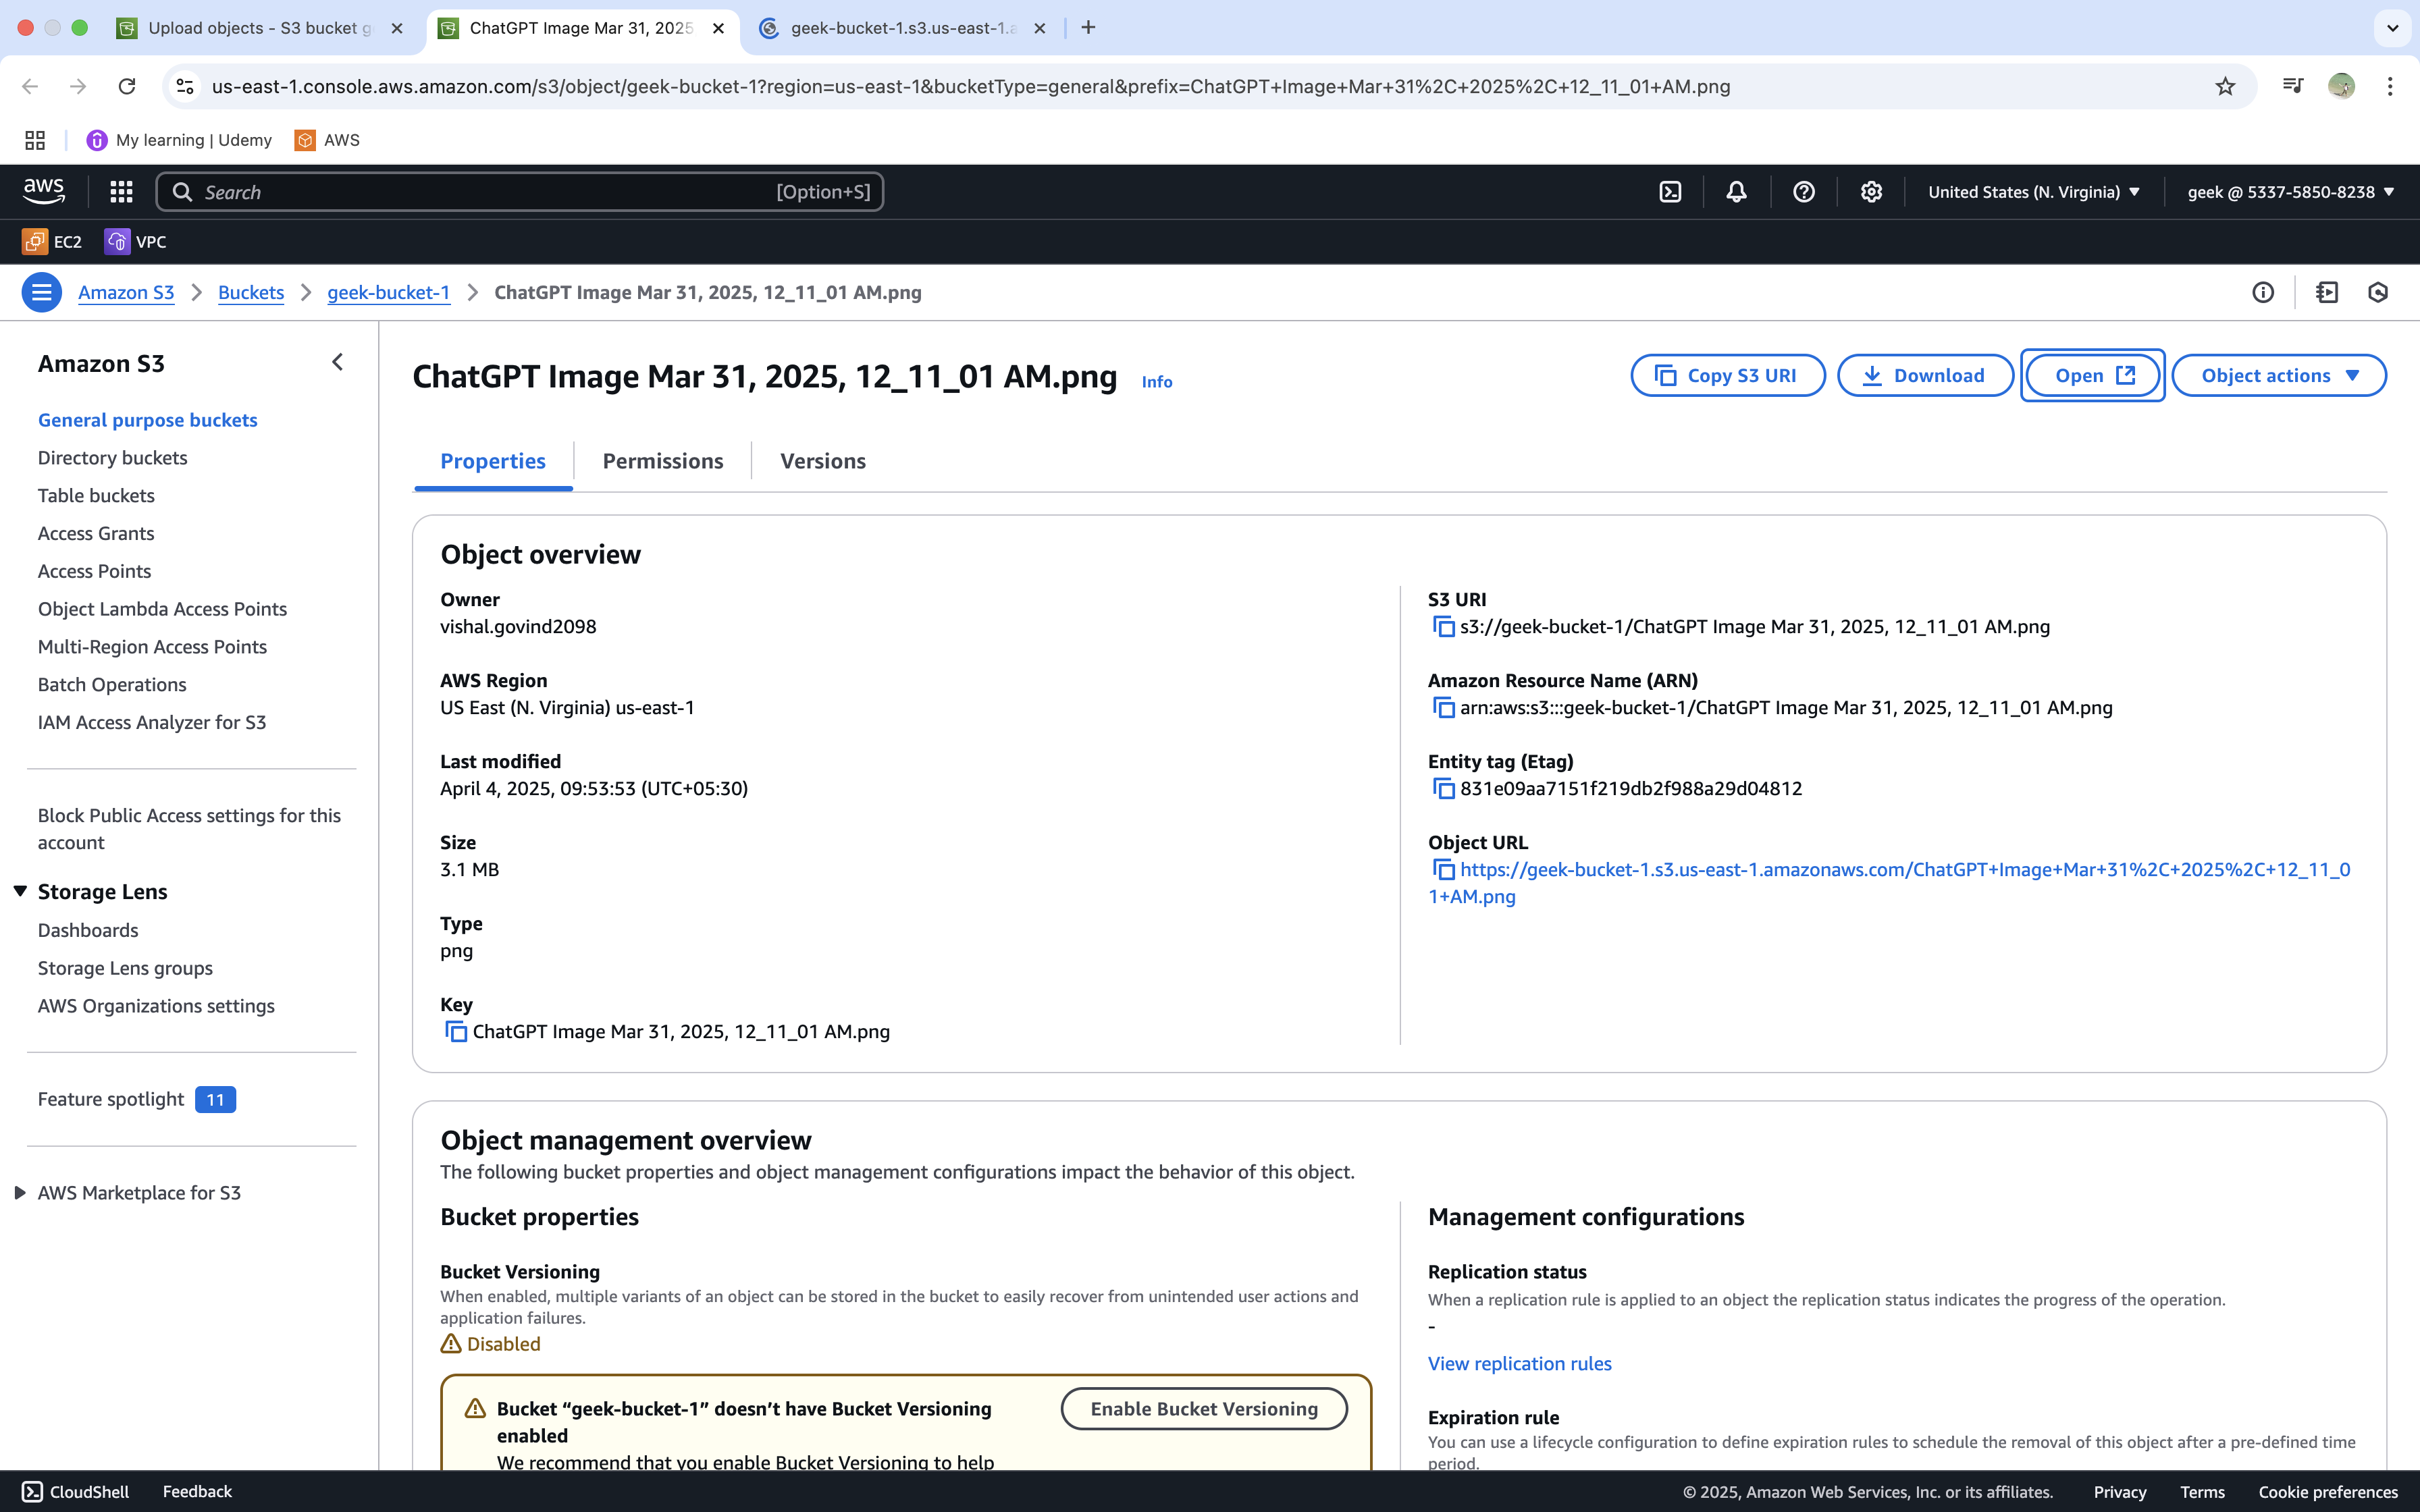 Upload objects - S3 bucket g
ChatGPT Image Mar 31, 2025
geek-bucket-1.s3.us-east-1.a
us-east-1.console.aws.amazon.com/s3/object/geek-bucket-1?region=us-east-1&bucketType=general&prefix=ChatGPT+Image+Mar+31%2C+2025%2C+12_11_01+AM.png
My learning | Udemy
AWS
aws
Search
[Option+S]
United States (N. Virginia)
geek @ 5337-5850-8238
EC2
VPC
Amazon S3
Buckets
geek-bucket-1
ChatGPT Image Mar 31, 2025, 12_11_01 AM.png
Amazon S3
General purpose buckets
Directory buckets
Table buckets
Access Grants
Access Points
Object Lambda Access Points
Multi-Region Access Points
Batch Operations
IAM Access Analyzer for S3
Block Public Access settings for this
account
Storage Lens
Dashboards
Storage Lens groups
AWS Organizations settings
Feature spotlight 11
AWS Marketplace for S3
ChatGPT Image Mar 31, 2025, 12_11_01 AM.png Info
Copy S3 URI
Download
Open
Object actions
Properties
Permissions
Versions
Object overview
Owner
vishal.govind2098
AWS Region
US East (N. Virginia) us-east-1
Last modified
April 4, 2025, 09:53:53 (UTC+05:30)
Size
3.1 MB
Type
png
Key
ChatGPT Image Mar 31, 2025, 12_11_01 AM.png
S3 URI
s3://geek-bucket-1/ChatGPT Image Mar 31, 2025, 12_11_01 AM.png
Amazon Resource Name (ARN)
arn:aws:s3:::geek-bucket-1/ChatGPT Image Mar 31, 2025, 12_11_01 AM.png
Entity tag (Etag)
831e09aa7151f219db2f988a29d04812
Object URL
https://geek-bucket-1.s3.us-east-1.amazonaws.com/ChatGPT+Image+Mar+31%2C+2025%2C+12_11_0
1+AM.png
Object management overview
The following bucket properties and object management configurations impact the behavior of this object.
Bucket properties
Bucket Versioning
When enabled, multiple variants of an object can be stored in the bucket to easily recover from unintended user actions and
application failures.
Disabled
Bucket “geek-bucket-1” doesn’t have Bucket Versioning
enabled
We recommend that you enable Bucket Versioning to help
Enable Bucket Versioning
Management configurations
Replication status
When a replication rule is applied to an object the replication status indicates the progress of the operation.
-
View replication rules
Expiration rule
You can use a lifecycle configuration to define expiration rules to schedule the removal of this object after a pre-defined time
period.
CloudShell
Feedback
© 2025, Amazon Web Services, Inc. or its affiliates.
Privacy
Terms
Cookie preferences